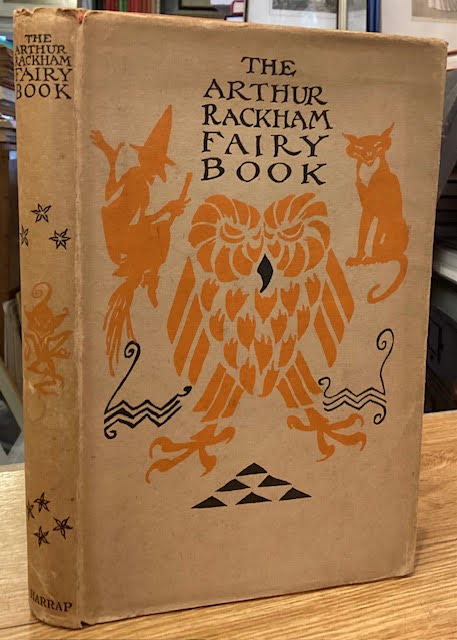 THE
ARTHUR
RACKHAM
FAIRY
BOOK
HARRAP
THE
ARTHUR
RACKHAM
FAIRY
BOOK